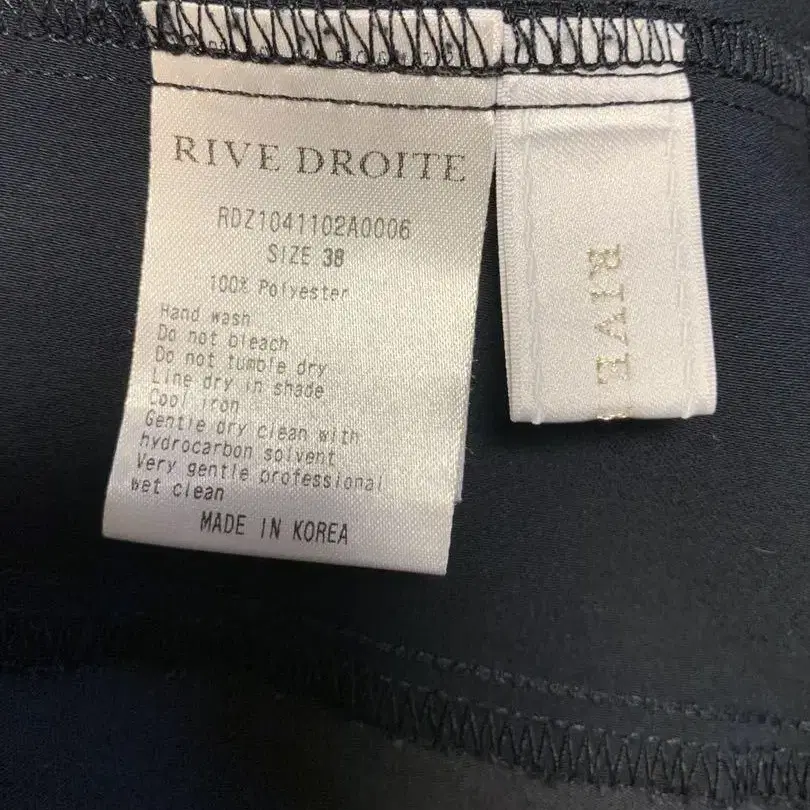 RIVE DROITE
RDZ1041102A0006
SIZE 38
100% Polyester
Hand wash
Do not bleach
Do not tumble dry
Line dry in shade
Cool iron
Gentle dry clean with
hydrocarbon solvent
Very gentle professional
wet clean
MADE IN KOREA
RIVE